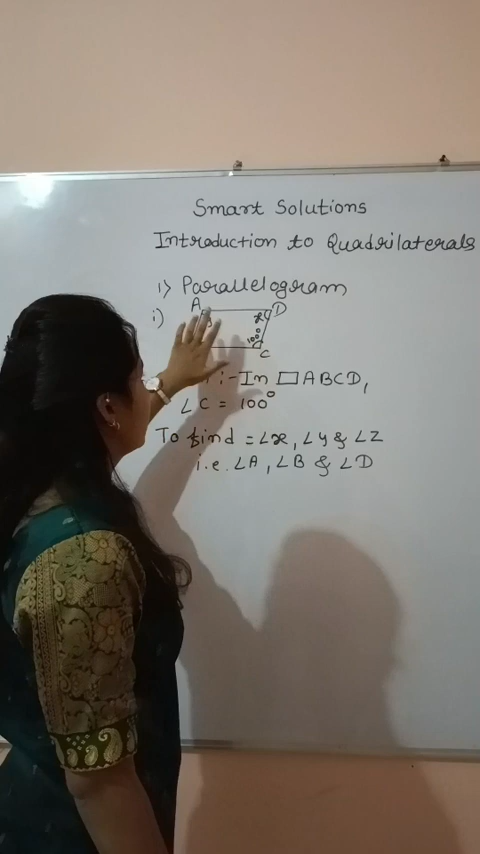 Smart Solutions
Introduction to Quadrilaterals
1) Parallelogram
A D
i) x
100°
C
:- In □ ABCD,
∠C = 100°
To find = ∠x, ∠y & ∠z
i.e. ∠A, ∠B & ∠D